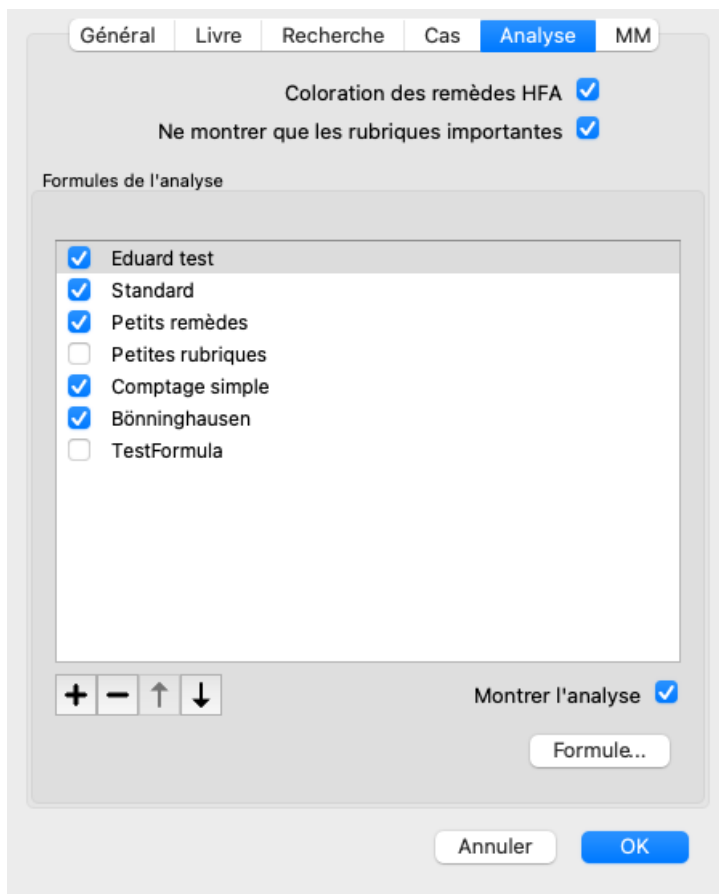 Général Livre Recherche Cas Analyse MM
Coloration des remèdes HFA
Ne montrer que les rubriques importantes
Formules de l'analyse
Eduard test
Standard
Petits remèdes
Petites rubriques
Comptage simple
Bönninghausen
TestFormula
Montrer l'analyse
Formule...
Annuler OK